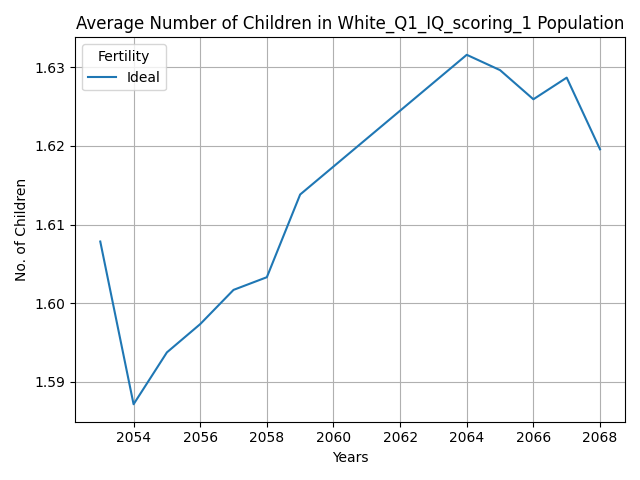 Average Number of Children in White_Q1_IQ_scoring_1 Population
Fertility
Ideal
1.63
1.62
1.61
1.60
1.59
No. of Children
2054 2056 2058 2060 2062 2064 2066 2068
Years